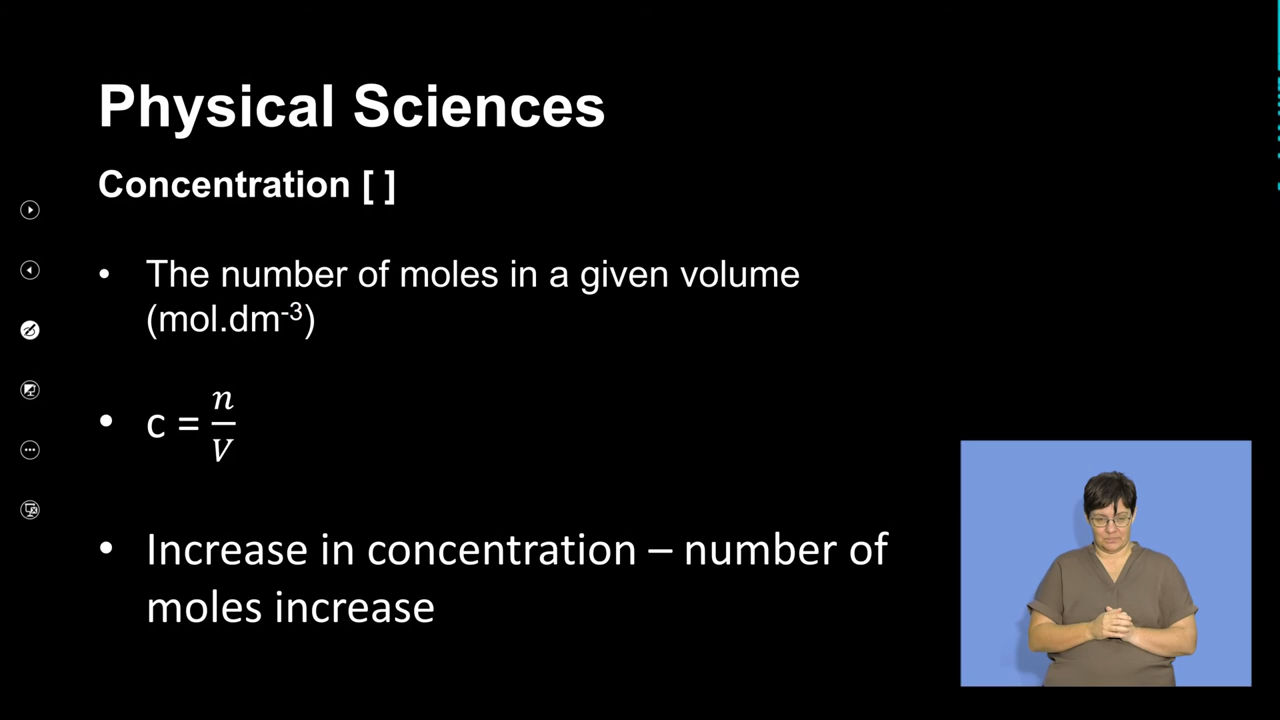 Physical Sciences
Concentration [ ]
• The number of moles in a given volume
(mol.dm⁻³)
• c = n/V
• Increase in concentration – number of
moles increase